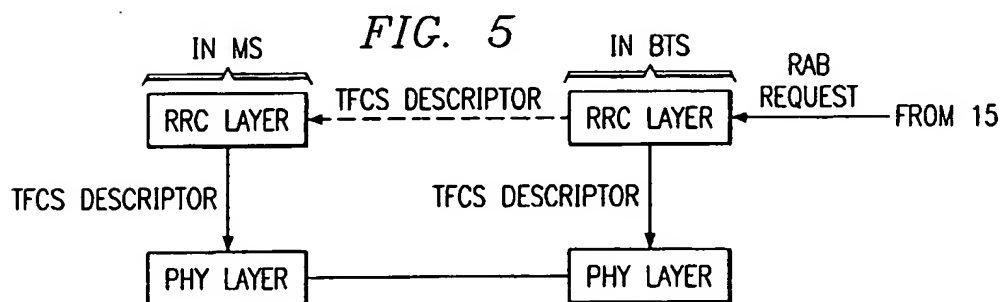 FIG. 5
IN MS
IN BTS
RAB
REQUEST
TFCS DESCRIPTOR
RRC LAYER
RRC LAYER
FROM 15
TFCS DESCRIPTOR
TFCS DESCRIPTOR
PHY LAYER
PHY LAYER